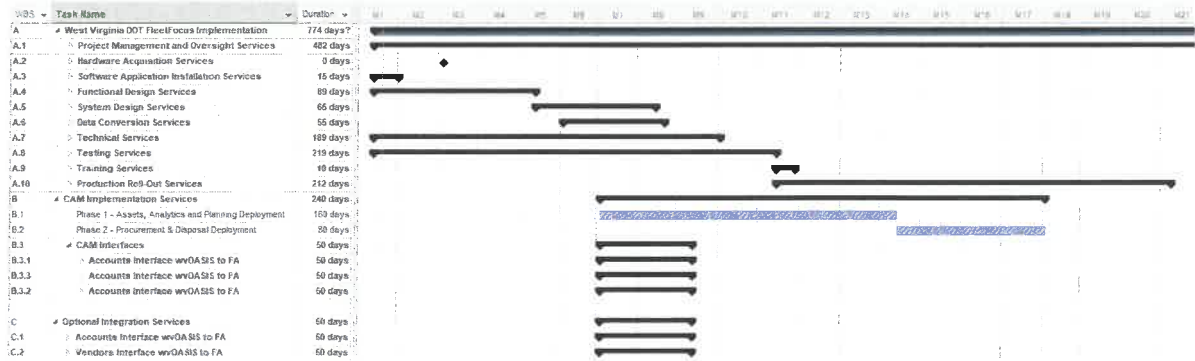 WBS Task Name Duration M1 M2 M3 M4 M5 M6 M7 M8 M9 M10 M11 M12 M13 M14 M15 M16 M17 M18 M19 M20 M21
A West Virginia DOT FleetFocus Implementation 774 days?
A.1 Project Management and Oversight Services 482 days
A.2 Hardware Acquisition Services 0 days
A.3 Software Application Installation Services 15 days
A.4 Functional Design Services 89 days
A.5 System Design Services 65 days
A.6 Data Conversion Services 55 days
A.7 Technical Services 189 days
A.8 Testing Services 219 days
A.9 Training Services 10 days
A.10 Production Roll-Out Services 212 days
B CAM Implementation Services 240 days
B.1 Phase 1 - Assets, Analytics and Planning Deployment 160 days
B.2 Phase 2 - Procurement & Disposal Deployment 80 days
B.3 CAM Interfaces 50 days
B.3.1 Accounts Interface wvOASIS to FA 50 days
B.3.3 Accounts Interface wvOASIS to FA 50 days
B.3.2 Accounts Interface wvOASIS to FA 50 days
C Optional Integration Services 50 days
C.1 Accounts Interface wvOASIS to FA 50 days
C.2 Vendors Interface wvOASIS to FA 50 days